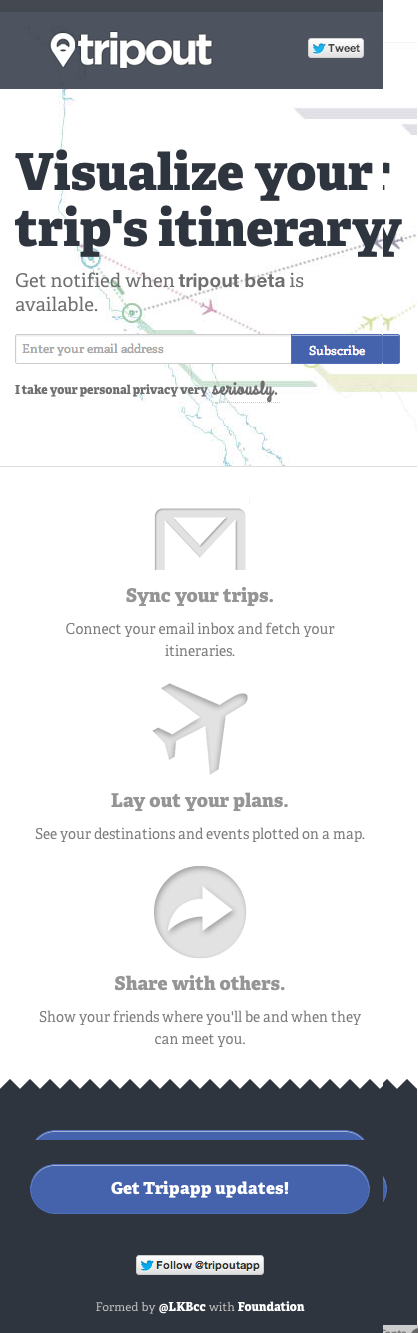 tripout
Tweet
Visualize your
trip's itinerary
Get notified when tripout beta is
available.
Enter your email address
Subscribe
I take your personal privacy very seriously.
Sync your trips.
Connect your email inbox and fetch your
itineraries.
Lay out your plans.
See your destinations and events plotted on a map.
Share with others.
Show your friends where you'll be and when they
can meet you.
Get Tripapp updates!
Follow @tripoutapp
Formed by @LKBcc with Foundation